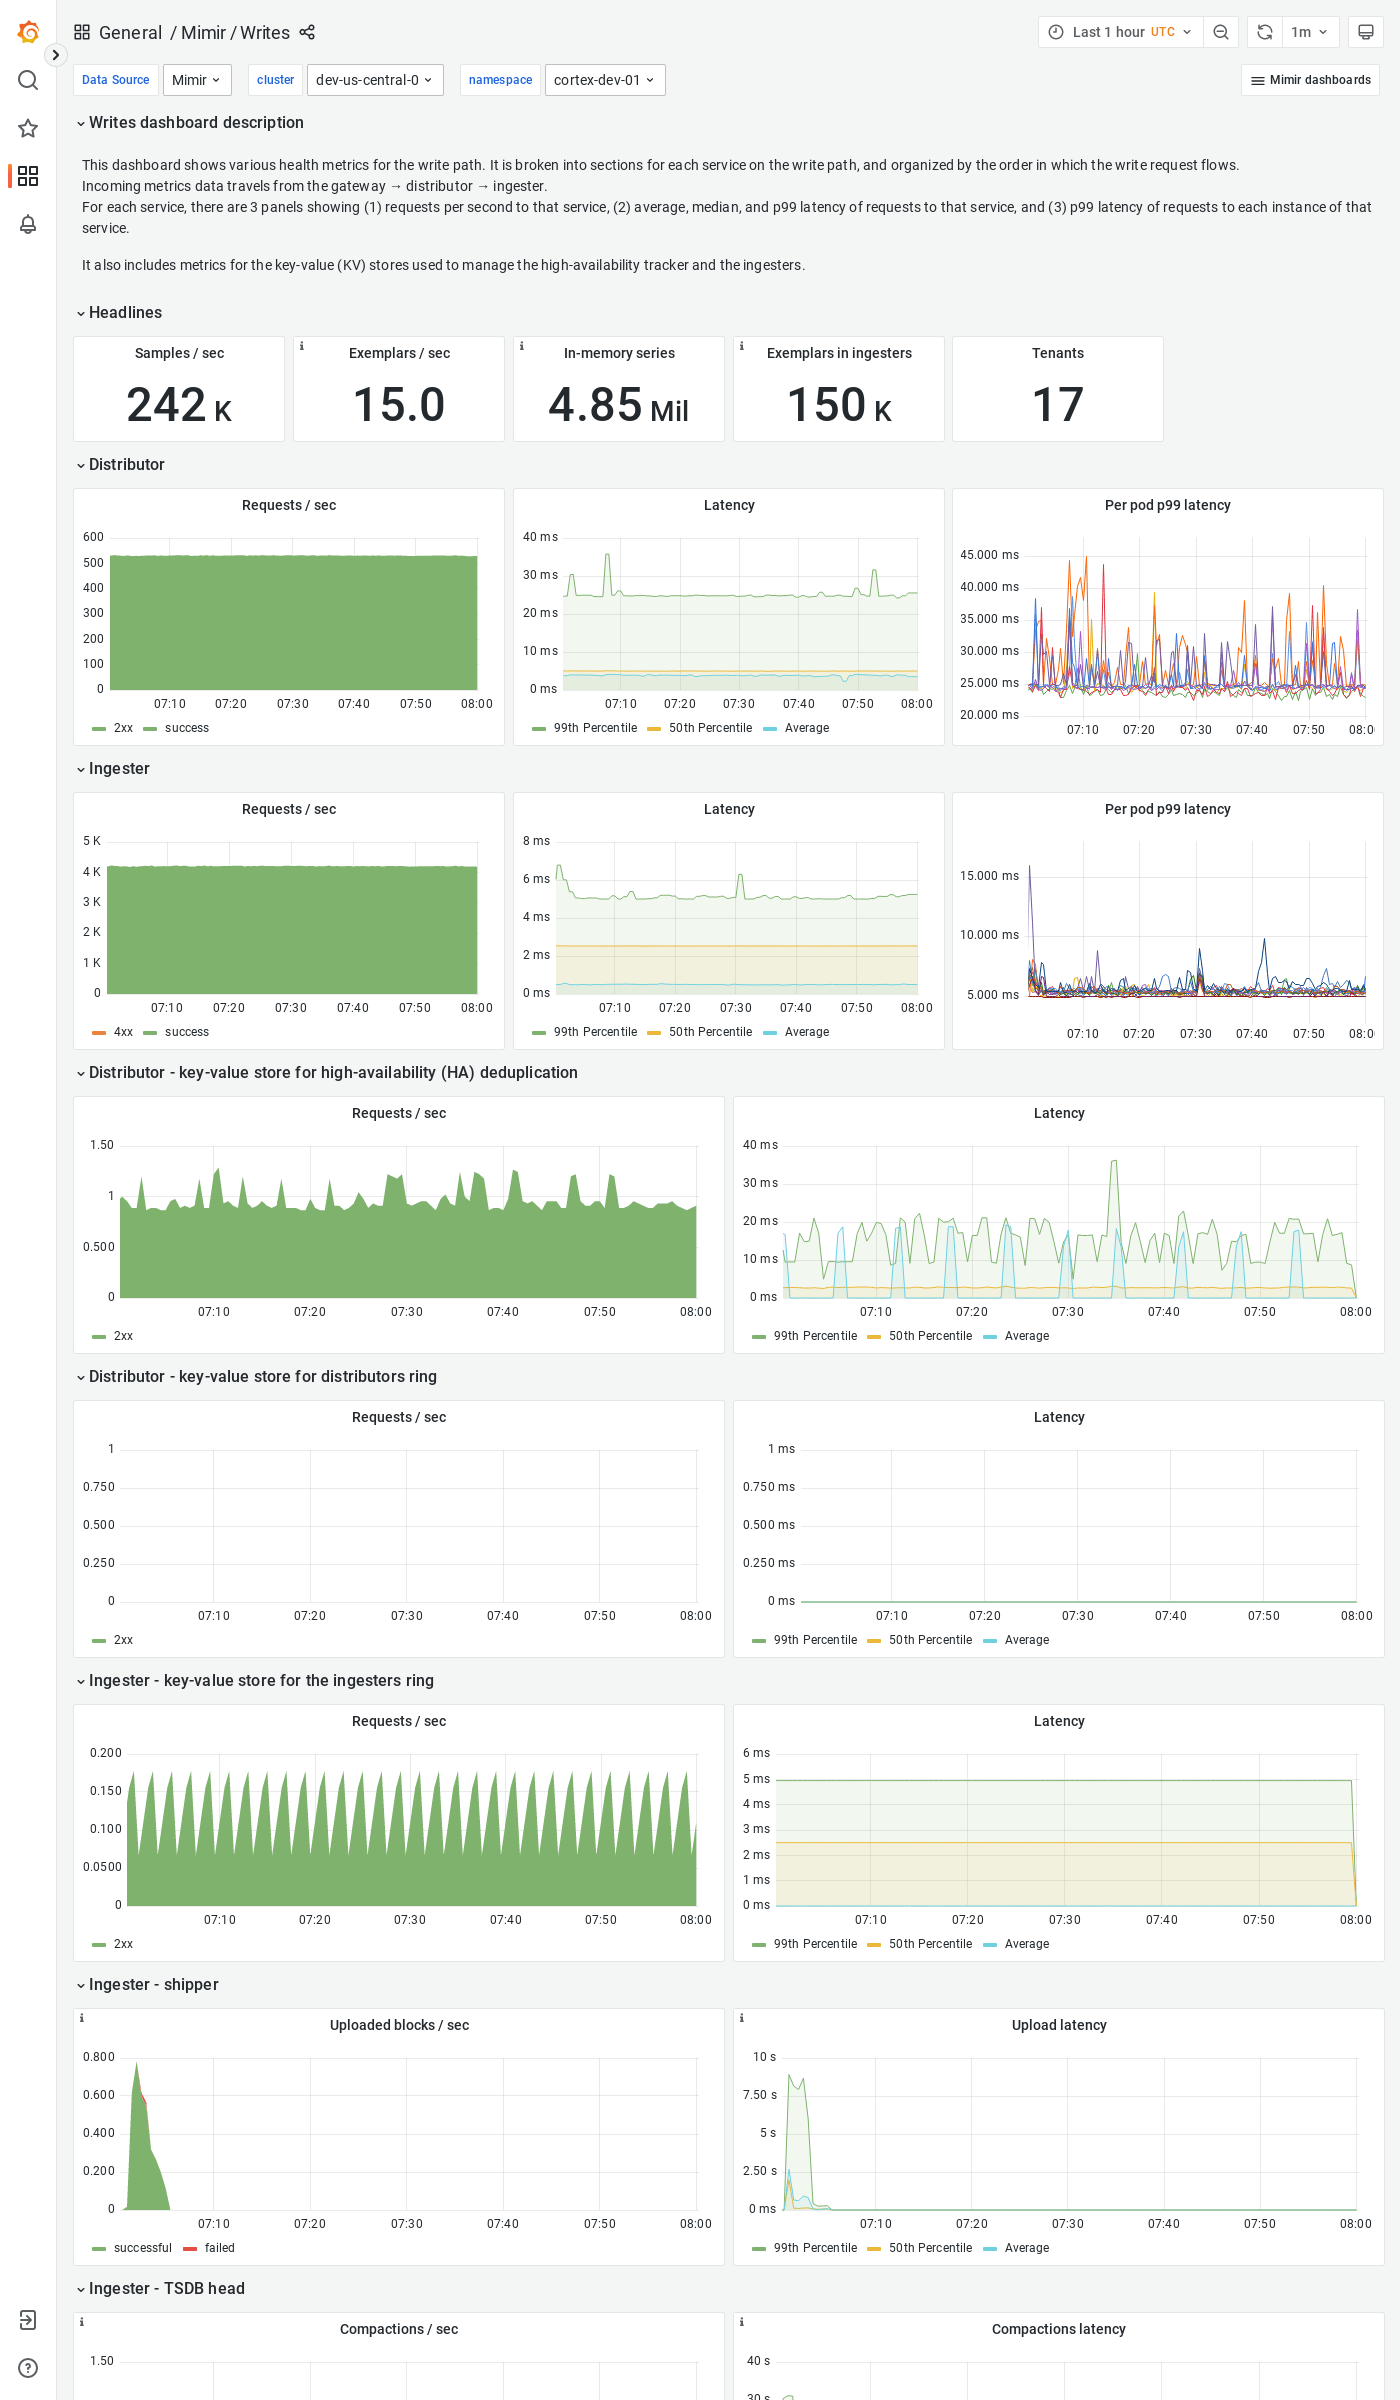 General / Mimir / Writes
Last 1 hour UTC
1m
Data Source Mimir cluster dev-us-central-0 namespace cortex-dev-01 Mimir dashboards
Writes dashboard description
This dashboard shows various health metrics for the write path. It is broken into sections for each service on the write path, and organized by the order in which the write request flows.
Incoming metrics data travels from the gateway → distributor → ingester.
For each service, there are 3 panels showing (1) requests per second to that service, (2) average, median, and p99 latency of requests to that service, and (3) p99 latency of requests to each instance of that
service.
It also includes metrics for the key-value (KV) stores used to manage the high-availability tracker and the ingesters.
Headlines
Samples / sec
242 K
Exemplars / sec
15.0
In-memory series
4.85 Mil
Exemplars in ingesters
150 K
Tenants
17
Distributor
Requests / sec
600
500
400
300
200
100
0
07:10 07:20 07:30 07:40 07:50 08:00
2xx success
Latency
40 ms
30 ms
20 ms
10 ms
0 ms
07:10 07:20 07:30 07:40 07:50 08:00
99th Percentile 50th Percentile Average
Per pod p99 latency
45.000 ms
40.000 ms
35.000 ms
30.000 ms
25.000 ms
20.000 ms
07:10 07:20 07:30 07:40 07:50 08:0
Ingester
Requests / sec
5 K
4 K
3 K
2 K
1 K
0
07:10 07:20 07:30 07:40 07:50 08:00
4xx success
Latency
8 ms
6 ms
4 ms
2 ms
0 ms
07:10 07:20 07:30 07:40 07:50 08:00
99th Percentile 50th Percentile Average
Per pod p99 latency
15.000 ms
10.000 ms
5.000 ms
07:10 07:20 07:30 07:40 07:50 08:0
Distributor - key-value store for high-availability (HA) deduplication
Requests / sec
1.50
1
0.500
0
07:10 07:20 07:30 07:40 07:50 08:00
2xx
Latency
40 ms
30 ms
20 ms
10 ms
0 ms
07:10 07:20 07:30 07:40 07:50 08:00
99th Percentile 50th Percentile Average
Distributor - key-value store for distributors ring
Requests / sec
1
0.750
0.500
0.250
0
07:10 07:20 07:30 07:40 07:50 08:00
2xx
Latency
1 ms
0.750 ms
0.500 ms
0.250 ms
0 ms
07:10 07:20 07:30 07:40 07:50 08:00
99th Percentile 50th Percentile Average
Ingester - key-value store for the ingesters ring
Requests / sec
0.200
0.150
0.100
0.0500
0
07:10 07:20 07:30 07:40 07:50 08:00
2xx
Latency
6 ms
5 ms
4 ms
3 ms
2 ms
1 ms
0 ms
07:10 07:20 07:30 07:40 07:50 08:00
99th Percentile 50th Percentile Average
Ingester - shipper
Uploaded blocks / sec
0.800
0.600
0.400
0.200
0
07:10 07:20 07:30 07:40 07:50 08:00
successful failed
Upload latency
10 s
7.50 s
5 s
2.50 s
0 ms
07:10 07:20 07:30 07:40 07:50 08:00
99th Percentile 50th Percentile Average
Ingester - TSDB head
Compactions / sec
1.50
Compactions latency
40 s
30 s